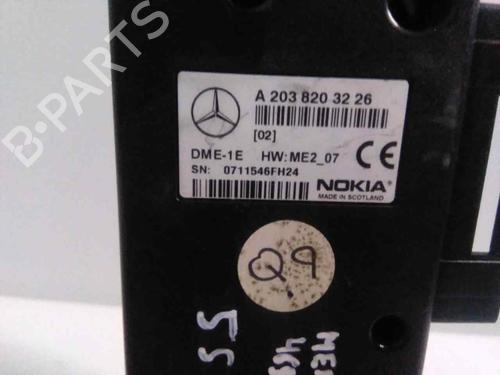 B-PARTS
A 203 820 32 26
[02]
DME-1E HW:ME2_07 CE
SN: 0711546FH24 NOKIA
MADE IN SCOTLAND
Q9